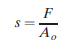 s = F / A_o